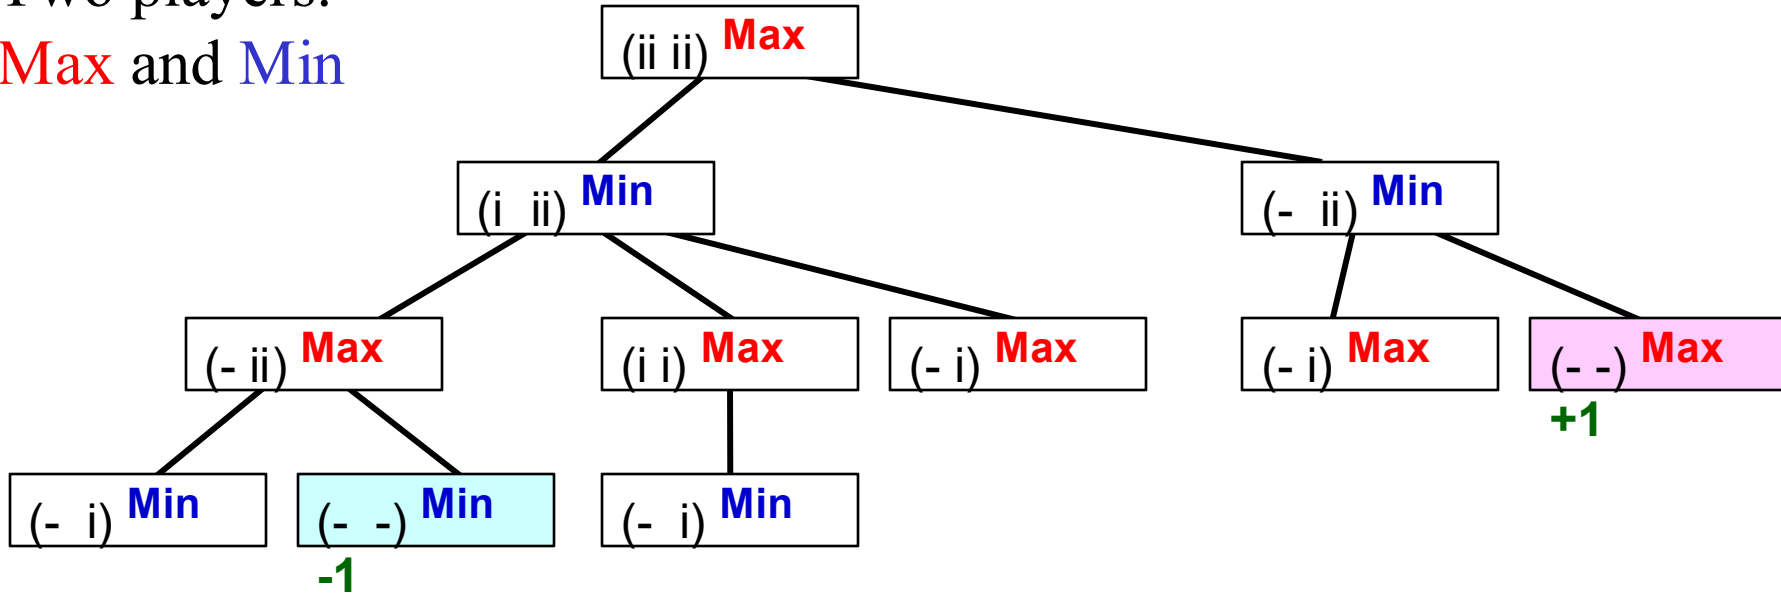 Two players:
Max and Min
(ii ii) Max
(i ii) Min
(- ii) Min
(- ii) Max
(i i) Max
(- i) Max
(- i) Max
(- -) Max
+1
(- i) Min
(- -) Min
(- i) Min
-1